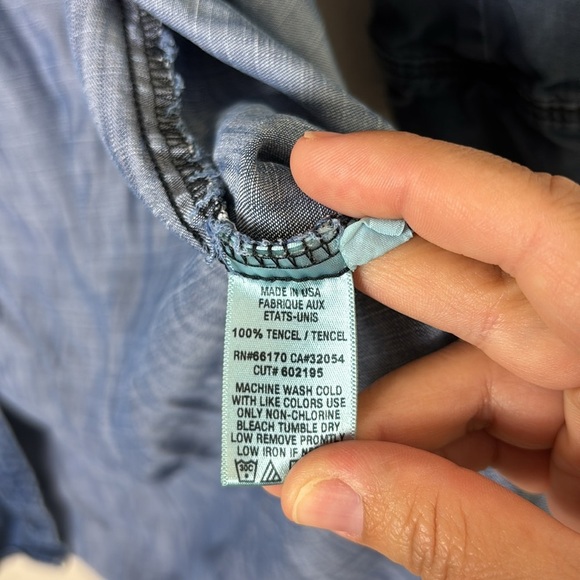 MADE IN USA
FABRIQUE AUX
ETATS-UNIS
100% TENCEL / TENCEL
RN#66170 CA#32054
CUT# 602195
MACHINE WASH COLD
WITH LIKE COLORS USE
ONLY NON-CHLORINE
BLEACH TUMBLE DRY
LOW REMOVE PROMTLY
LOW IRON IF
30C